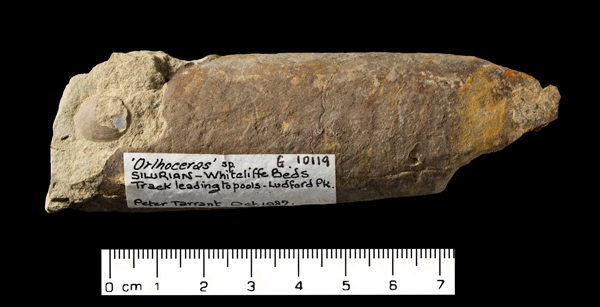 'Orthoceras' sp G. 10119
SILURIAN - Whitcliffe Beds
Track leading to pools - Ludford Pk.
Peter Tarrant Oct 1987.
0 cm 1 2 3 4 5 6 7